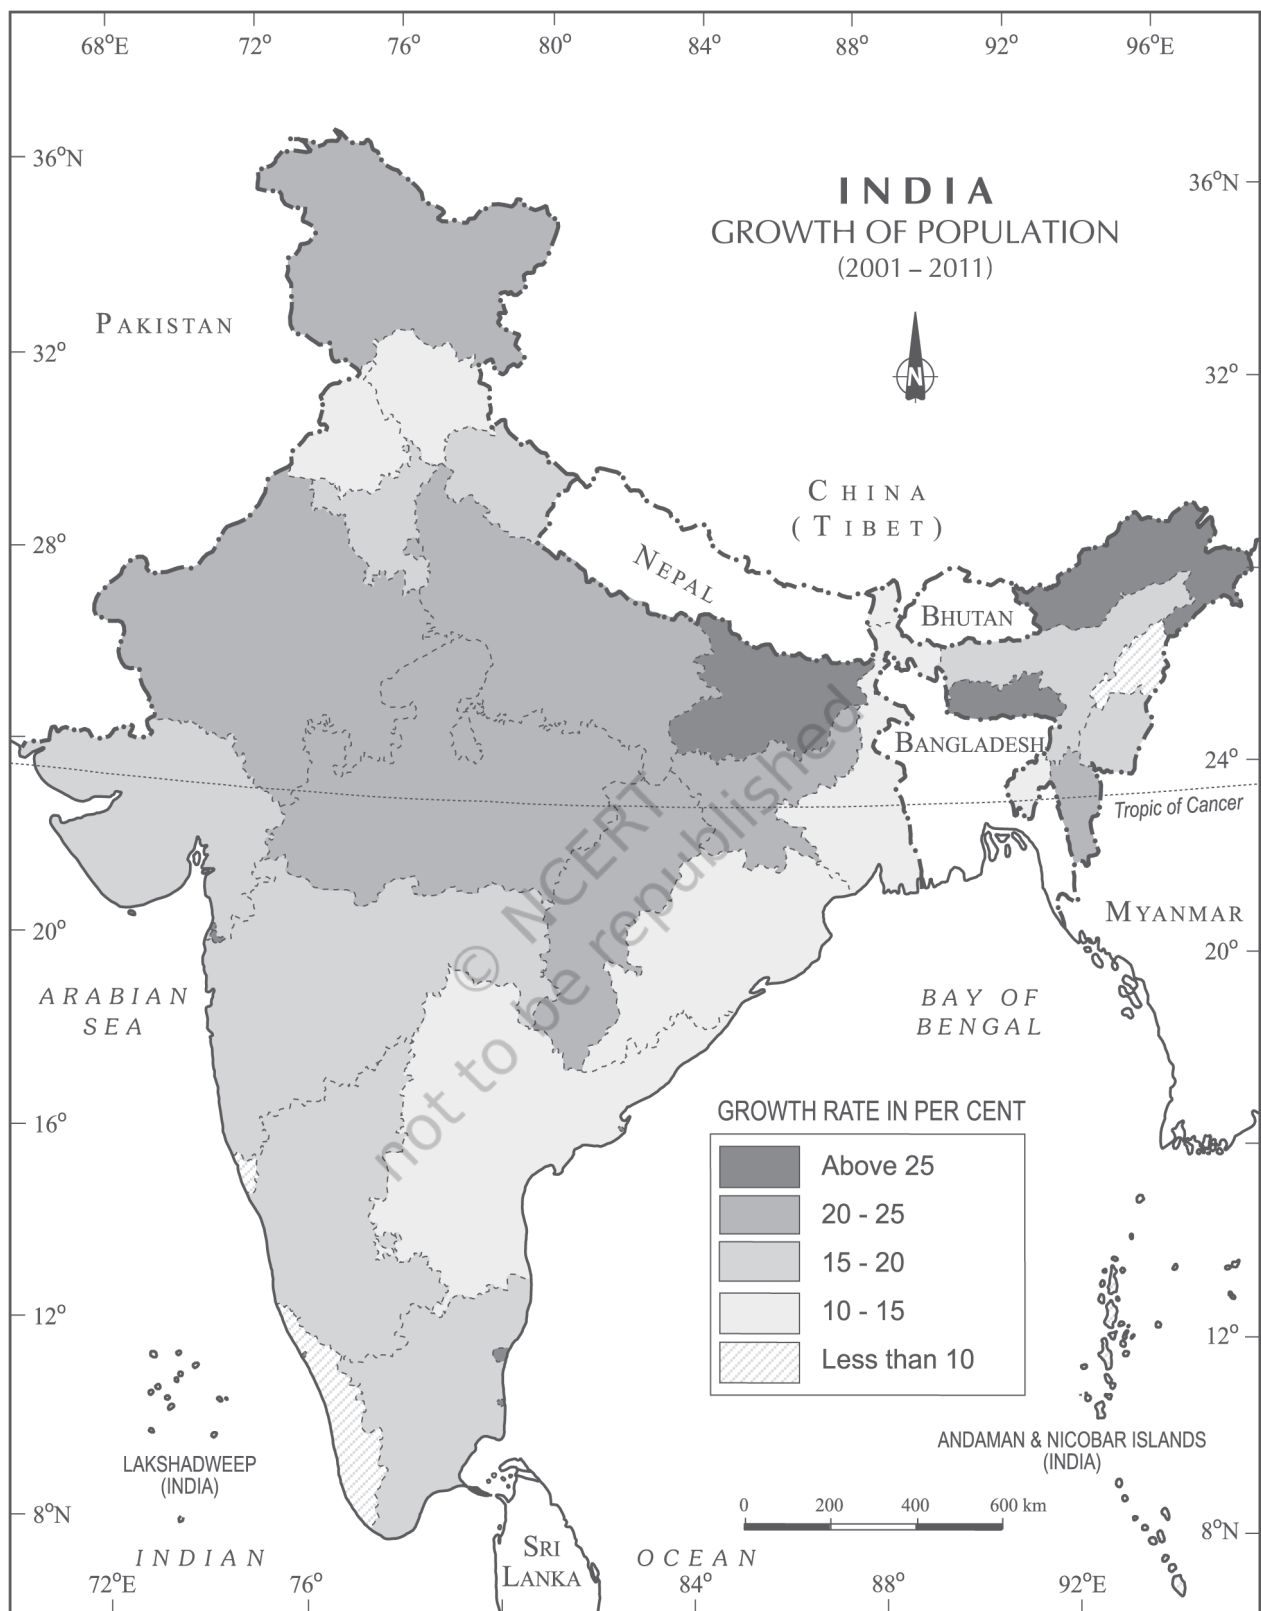 68°E 72° 76° 80° 84° 88° 92° 96°E
36°N
36°N
INDIA
GROWTH OF POPULATION
(2001 – 2011)
PAKISTAN
N
32°
32°
CHINA
(TIBET)
NEPAL
28°
BHUTAN
BANGLADESH
24°
Tropic of Cancer
© NCERT
not to be republished
MYANMAR
20°
20°
ARABIAN
SEA
BAY OF
BENGAL
16°
GROWTH RATE IN PER CENT
Above 25
20 - 25
15 - 20
10 - 15
Less than 10
12°
12°
LAKSHADWEEP
(INDIA)
ANDAMAN & NICOBAR ISLANDS
(INDIA)
0 200 400 600 km
8°N
8°N
SRI
LANKA
INDIAN OCEAN
72°E 76° 84° 88° 92°E